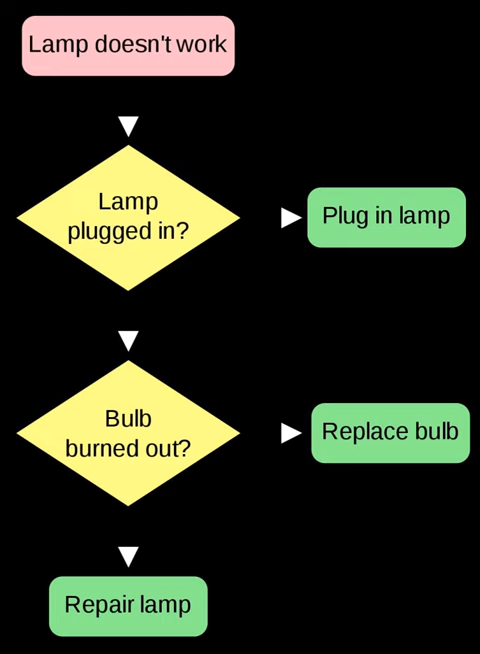 Lamp doesn't work
Lamp
plugged in?
Plug in lamp
Bulb
burned out?
Replace bulb
Repair lamp